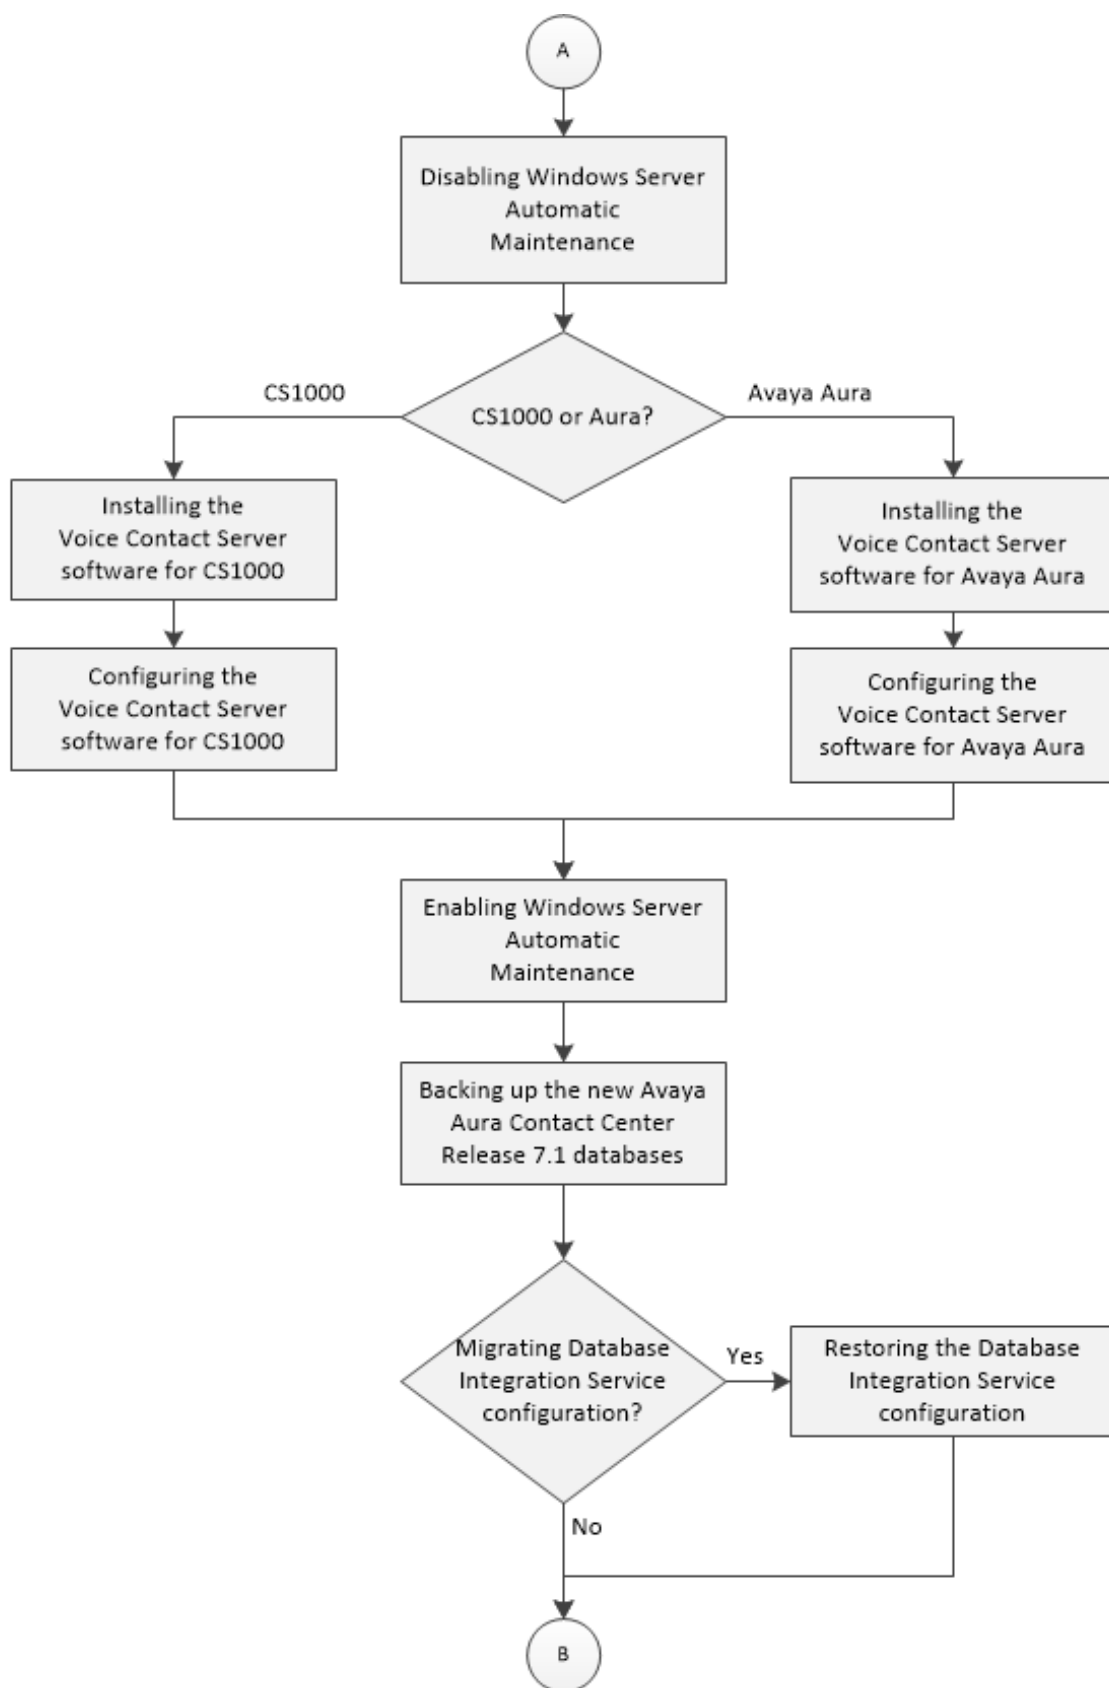 A
Disabling Windows Server
Automatic
Maintenance
CS1000
CS1000 or Aura?
Avaya Aura
Installing the
Voice Contact Server
software for CS1000
Installing the
Voice Contact Server
software for Avaya Aura
Configuring the
Voice Contact Server
software for CS1000
Configuring the
Voice Contact Server
software for Avaya Aura
Enabling Windows Server
Automatic
Maintenance
Backing up the new Avaya
Aura Contact Center
Release 7.1 databases
Migrating Database
Integration Service
configuration?
Yes
Restoring the Database
Integration Service
configuration
No
B